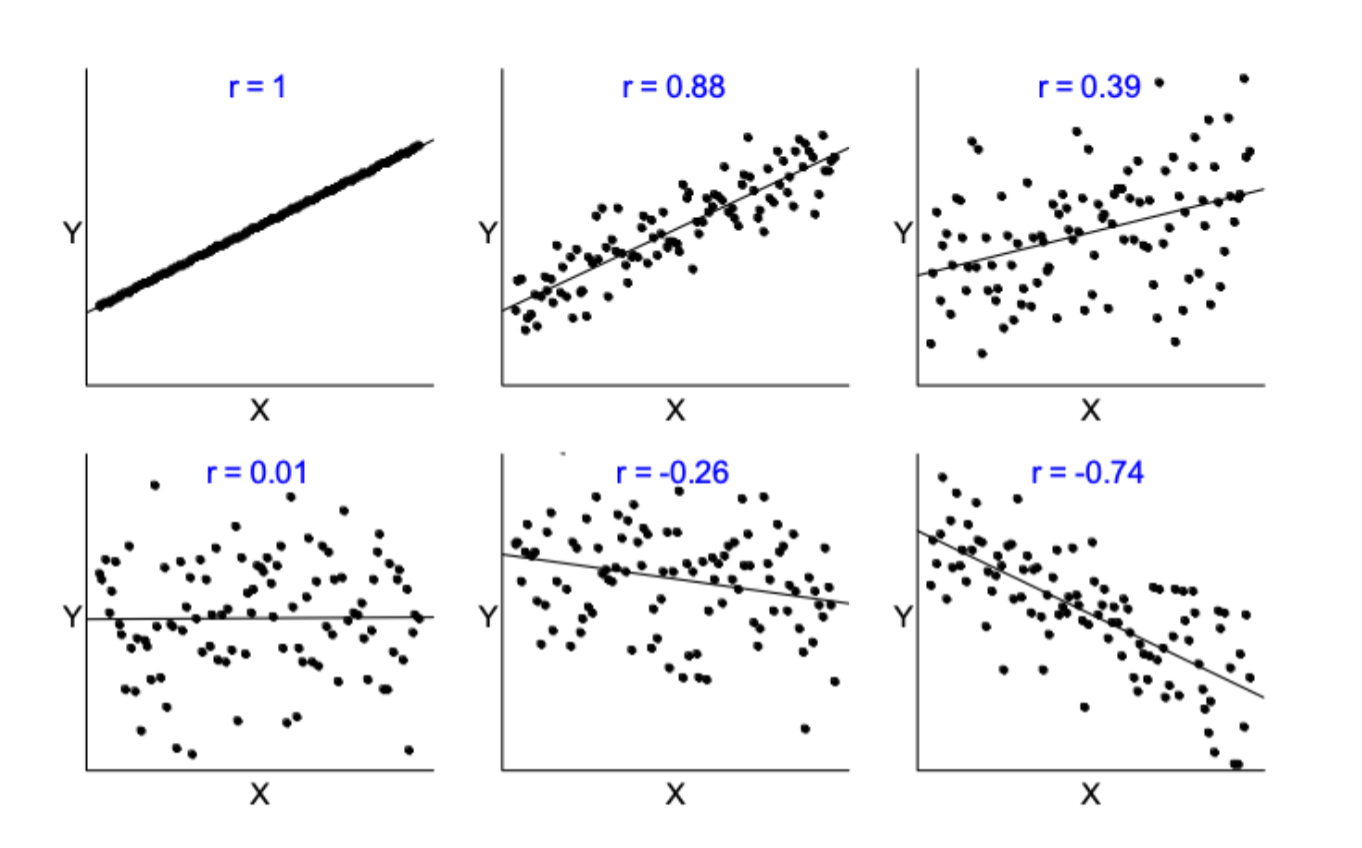 r = 1
r = 0.88
r = 0.39
Y
Y
Y
X
X
X
r = 0.01
r = -0.26
r = -0.74
Y
Y
Y
X
X
X